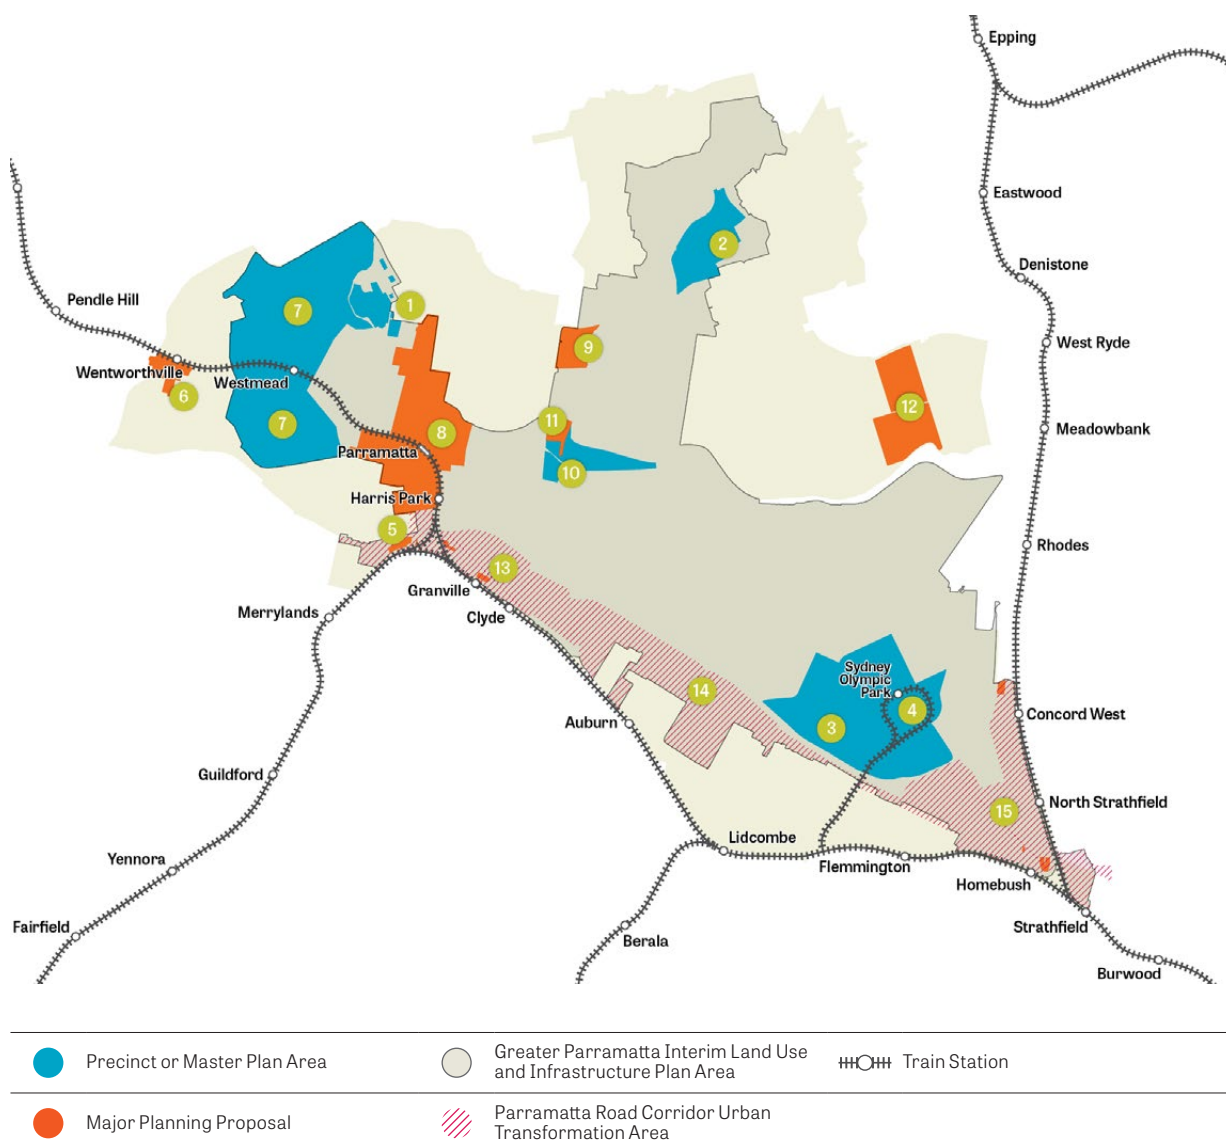 Epping
Eastwood
2
Denistone
Pendle Hill
7
1
9
West Ryde
Wentworthville
Westmead
6
12
11
7
8
Meadowbank
Parramatta
10
Harris Park
5
Rhodes
13
Granville
Merrylands
Clyde
Sydney
Olympic
Park
14
4
Auburn
3
Concord West
Guildford
15
North Strathfield
Lidcombe
Yennora
Flemmington
Homebush
Fairfield
Strathfield
Berala
Burwood
Precinct or Master Plan Area
Greater Parramatta Interim Land Use
and Infrastructure Plan Area
Train Station
Major Planning Proposal
Parramatta Road Corridor Urban
Transformation Area